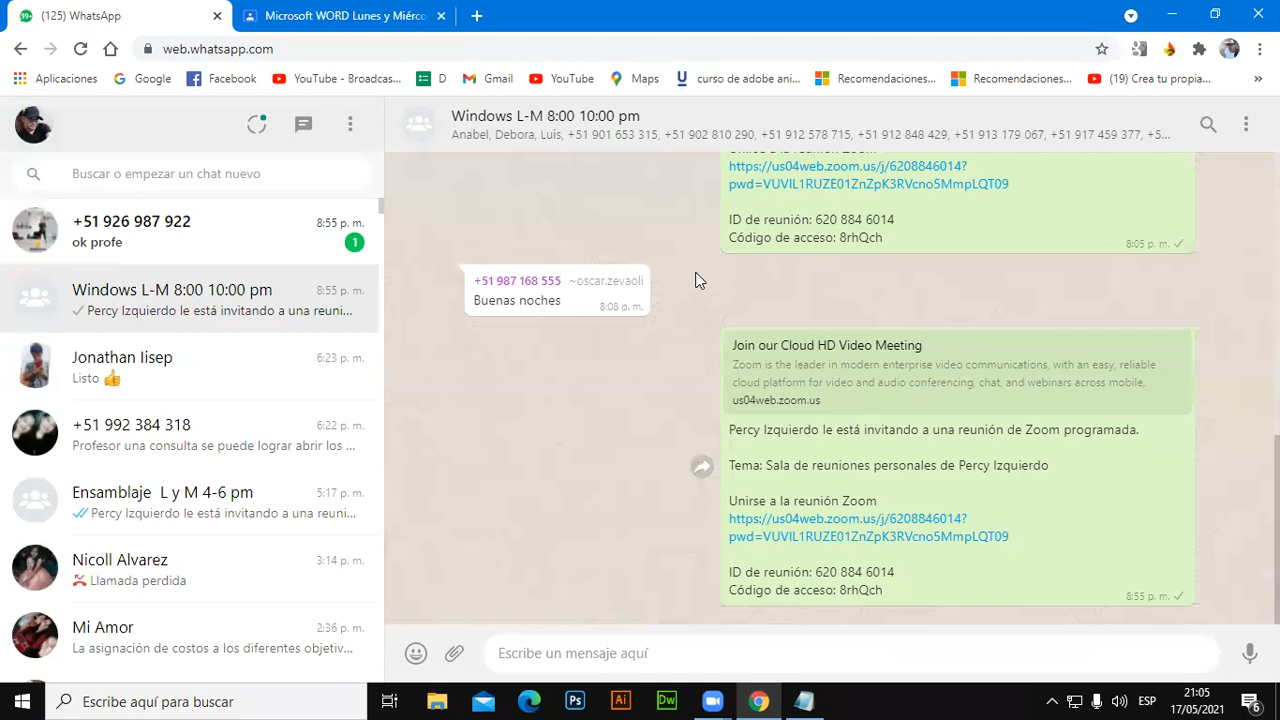 (125) WhatsApp
Microsoft WORD Lunes y Miérco
web.whatsapp.com
Aplicaciones
Google
Facebook
YouTube - Broadcas...
D
Gmail
YouTube
Maps
curso de adobe ani...
Recomendaciones...
Recomendaciones...
(19) Crea tu propia...
»
Buscar o empezar un chat nuevo
+51 926 987 922
8:55 p. m.
ok profe
1
Windows L-M 8:00 10:00 pm
8:55 p. m.
Percy Izquierdo le está invitando a una reuni...
Jonathan Iisep
6:23 p. m.
Listo 👍
+51 992 384 318
6:22 p. m.
Profesor una consulta se puede lograr abrir los ...
Ensamblaje L y M 4-6 pm
5:17 p. m.
Percy Izquierdo le está invitando a una reuni...
Nicoll Alvarez
3:14 p. m.
Llamada perdida
Mi Amor
2:36 p. m.
La asignación de costos a los diferentes objetiv...
Windows L-M 8:00 10:00 pm
Anabel, Debora, Luis, +51 901 653 315, +51 902 810 290, +51 912 578 715, +51 912 848 429, +51 913 179 067, +51 917 459 377, +5...
https://us04web.zoom.us/j/6208846014?
pwd=VUVIL1RUZE01ZnZpK3RVcno5MmpLQT09
ID de reunión: 620 884 6014
Código de acceso: 8rhQch
8:05 p. m.
+51 987 168 555 ~oscar.zevaoli
Buenas noches
8:08 p. m.
Join our Cloud HD Video Meeting
Zoom is the leader in modern enterprise video communications, with an easy, reliable
cloud platform for video and audio conferencing, chat, and webinars across mobile,
us04web.zoom.us
Percy Izquierdo le está invitando a una reunión de Zoom programada.
Tema: Sala de reuniones personales de Percy Izquierdo
Unirse a la reunión Zoom
https://us04web.zoom.us/j/6208846014?
pwd=VUVIL1RUZE01ZnZpK3RVcno5MmpLQT09
ID de reunión: 620 884 6014
Código de acceso: 8rhQch
8:55 p. m.
Escribe un mensaje aquí
Escribe aquí para buscar
Ps
Ai
Dw
ESP
21:05
17/05/2021
6